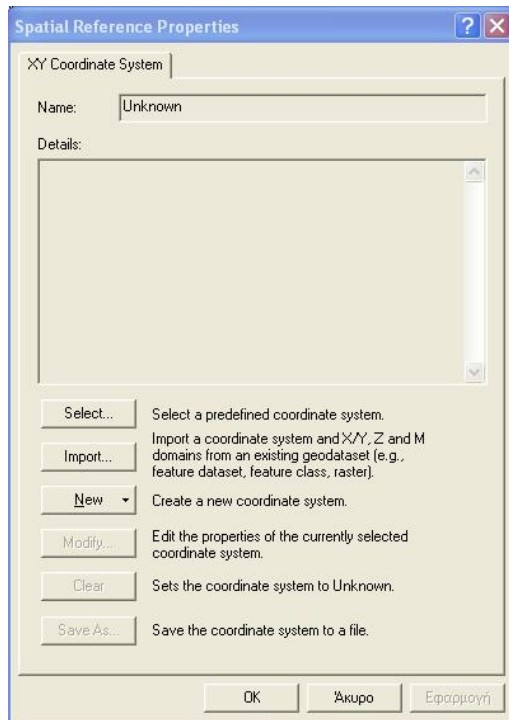 Spatial Reference Properties
XY Coordinate System
Name: Unknown
Details:
Select... Select a predefined coordinate system.
Import... Import a coordinate system and X/Y, Z and M
domains from an existing geodataset (e.g.,
feature dataset, feature class, raster).
New Create a new coordinate system.
Modify... Edit the properties of the currently selected
coordinate system.
Clear Sets the coordinate system to Unknown.
Save As... Save the coordinate system to a file.
OK Άκυρο Εφαρμογή